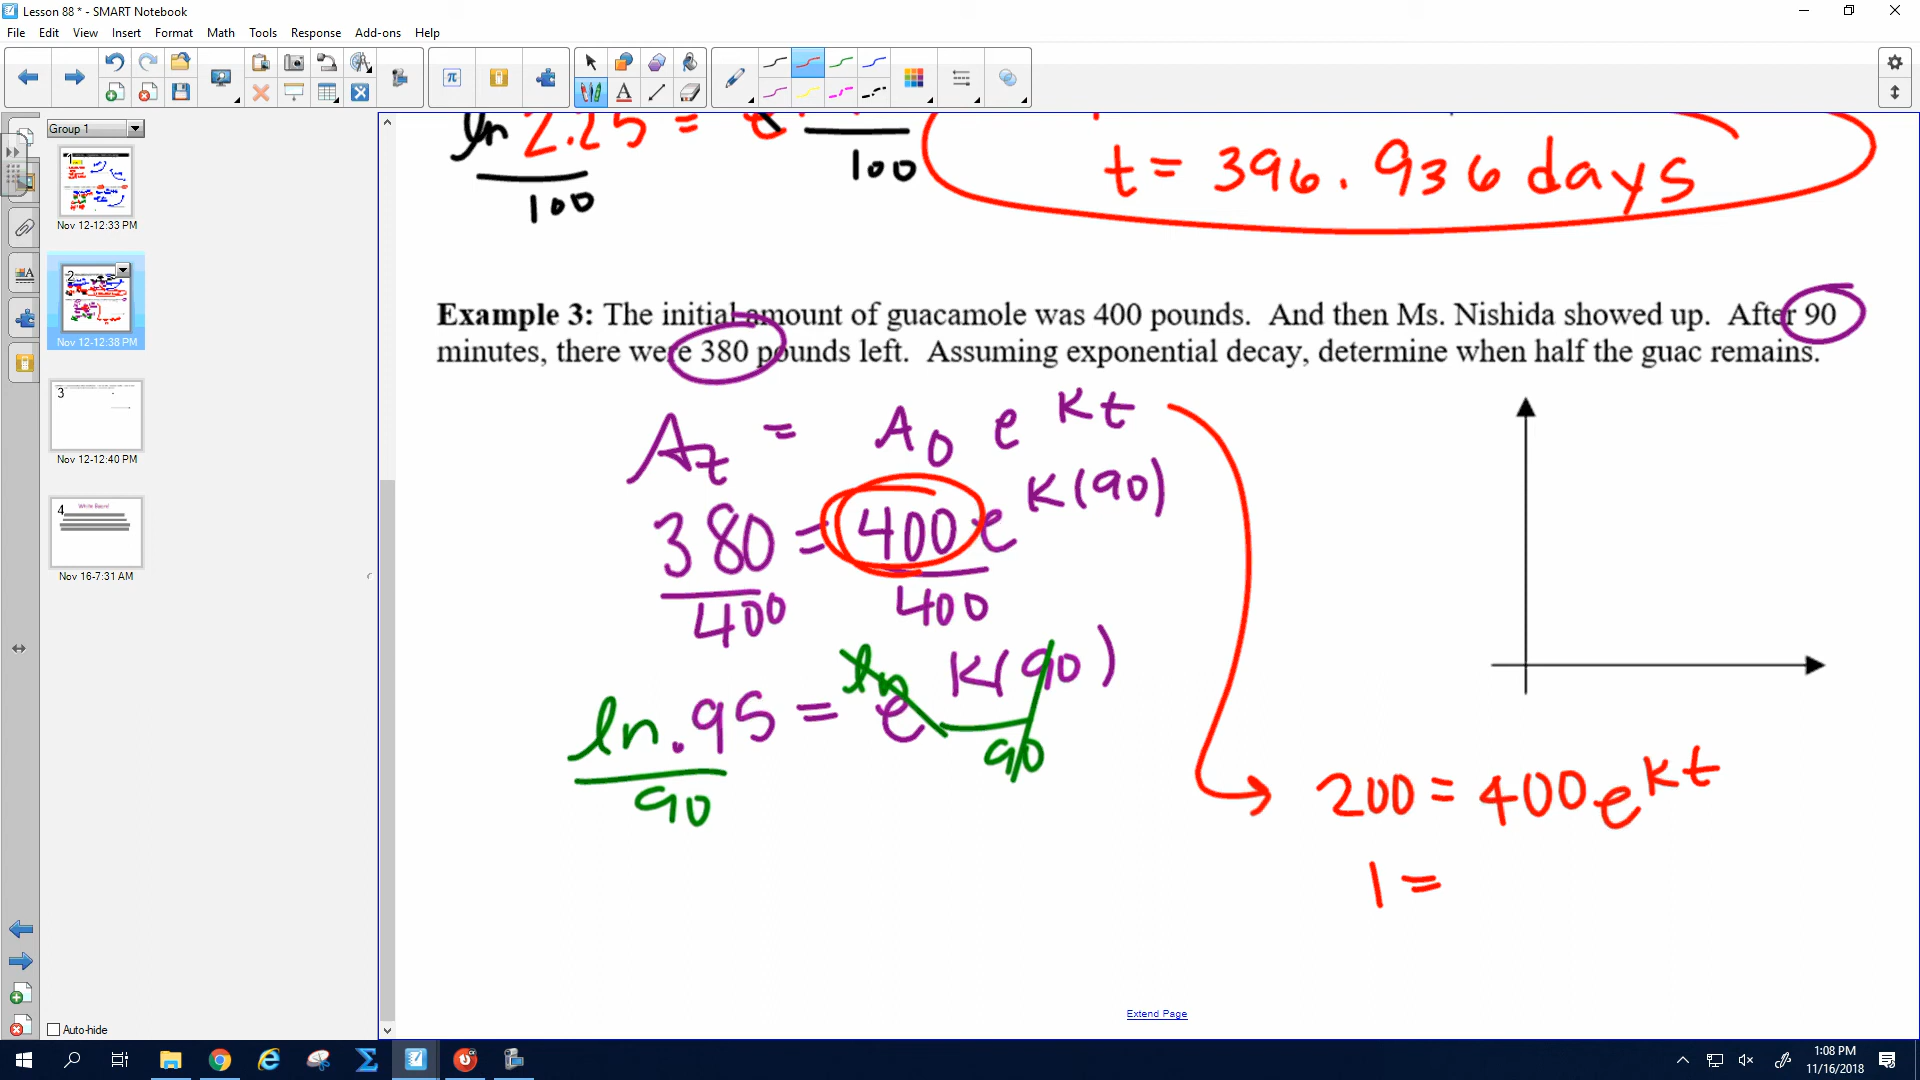 Lesson 88 * - SMART Notebook
File Edit View Insert Format Math Tools Response Add-ons Help
Group 1
1
Nov 12-12:33 PM
2
Nov 12-12:38 PM
3
Nov 12-12:40 PM
4
Nov 16-7:31 AM
Auto-hide
ln 2.25 = e
100
100
t = 396.936 days
Example 3: The initial amount of guacamole was 400 pounds. And then Ms. Nishida showed up. After 90
minutes, there were 380 pounds left. Assuming exponential decay, determine when half the guac remains.
At = A0 e kt
380 = 400 e K(90)
400 400
ln .95 = ln e K(90)
90 90
200 = 400 e kt
1 =
Extend Page
1:08 PM
11/16/2018